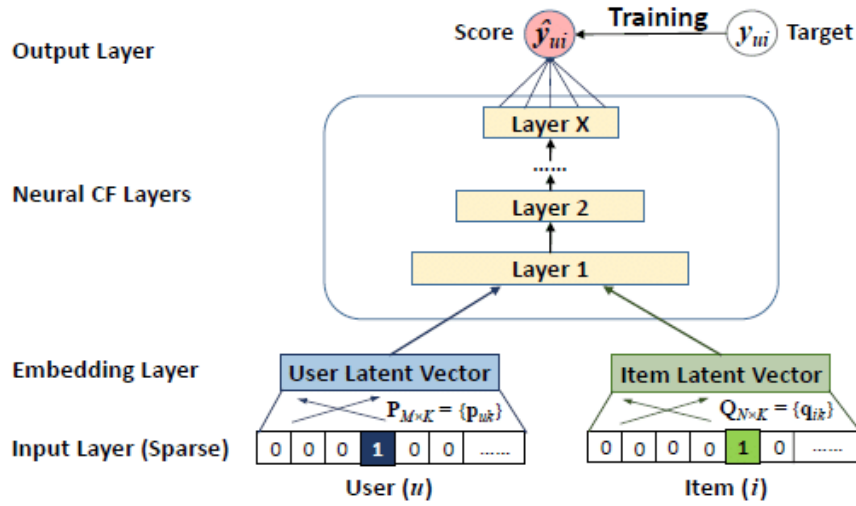 Output Layer
Score
ŷui
Training
yui
Target
Neural CF Layers
Layer X
......
Layer 2
Layer 1
Embedding Layer
User Latent Vector
Item Latent Vector
P M×K = {puk}
Q N×K = {qik}
Input Layer (Sparse)
0 0 0 1 0 0 ......
0 0 0 0 1 0 ......
User (u)
Item (i)